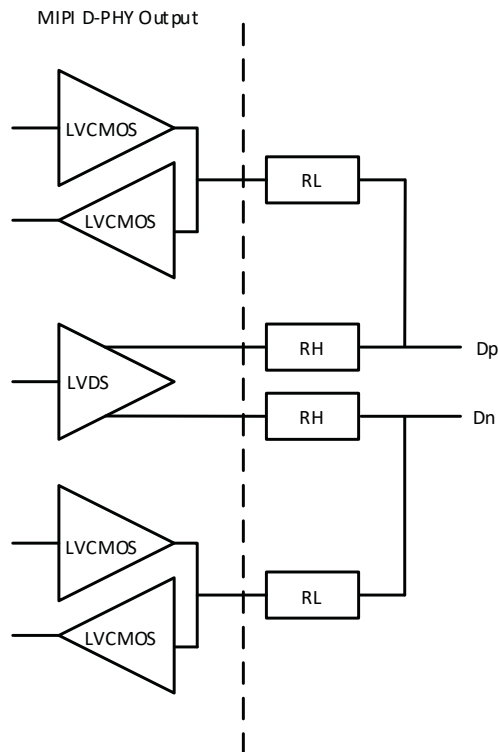 MIPI D-PHY Output
LVCMOS
RL
LVCMOS
RH
Dp
LVDS
RH
Dn
LVCMOS
RL
LVCMOS